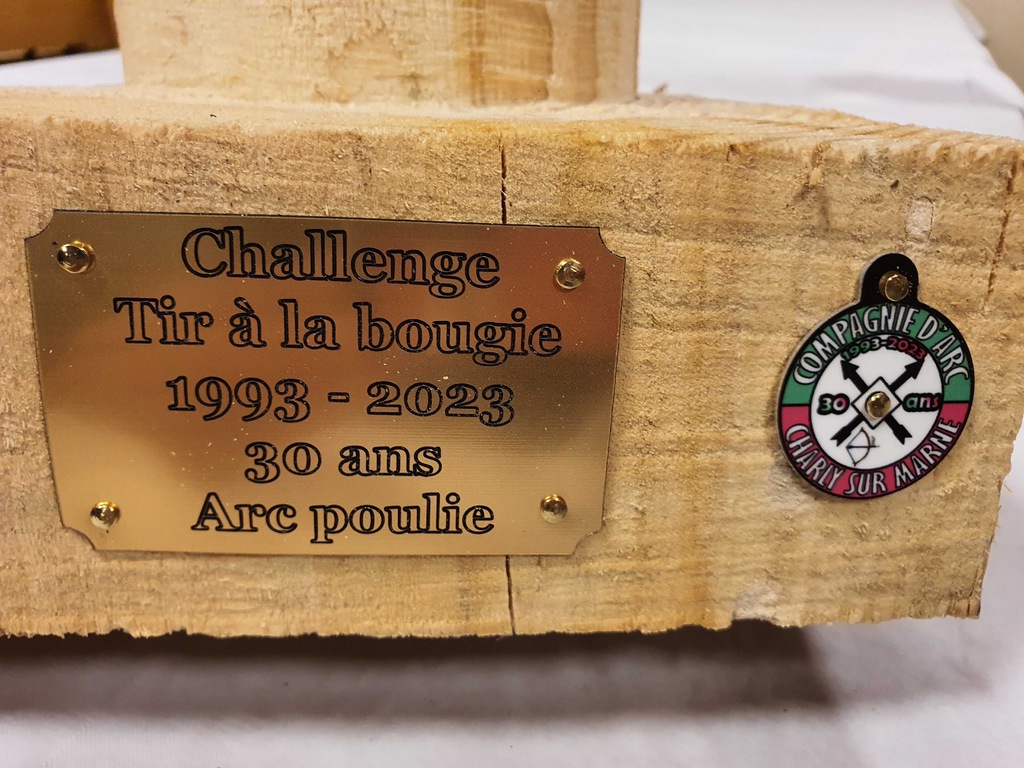 Challenge
Tir à la bougie
1993 - 2023
30 ans
Arc poulie
COMPAGNIE D'ARC
1993-2023
30 ans
CHARLY SUR MARNE